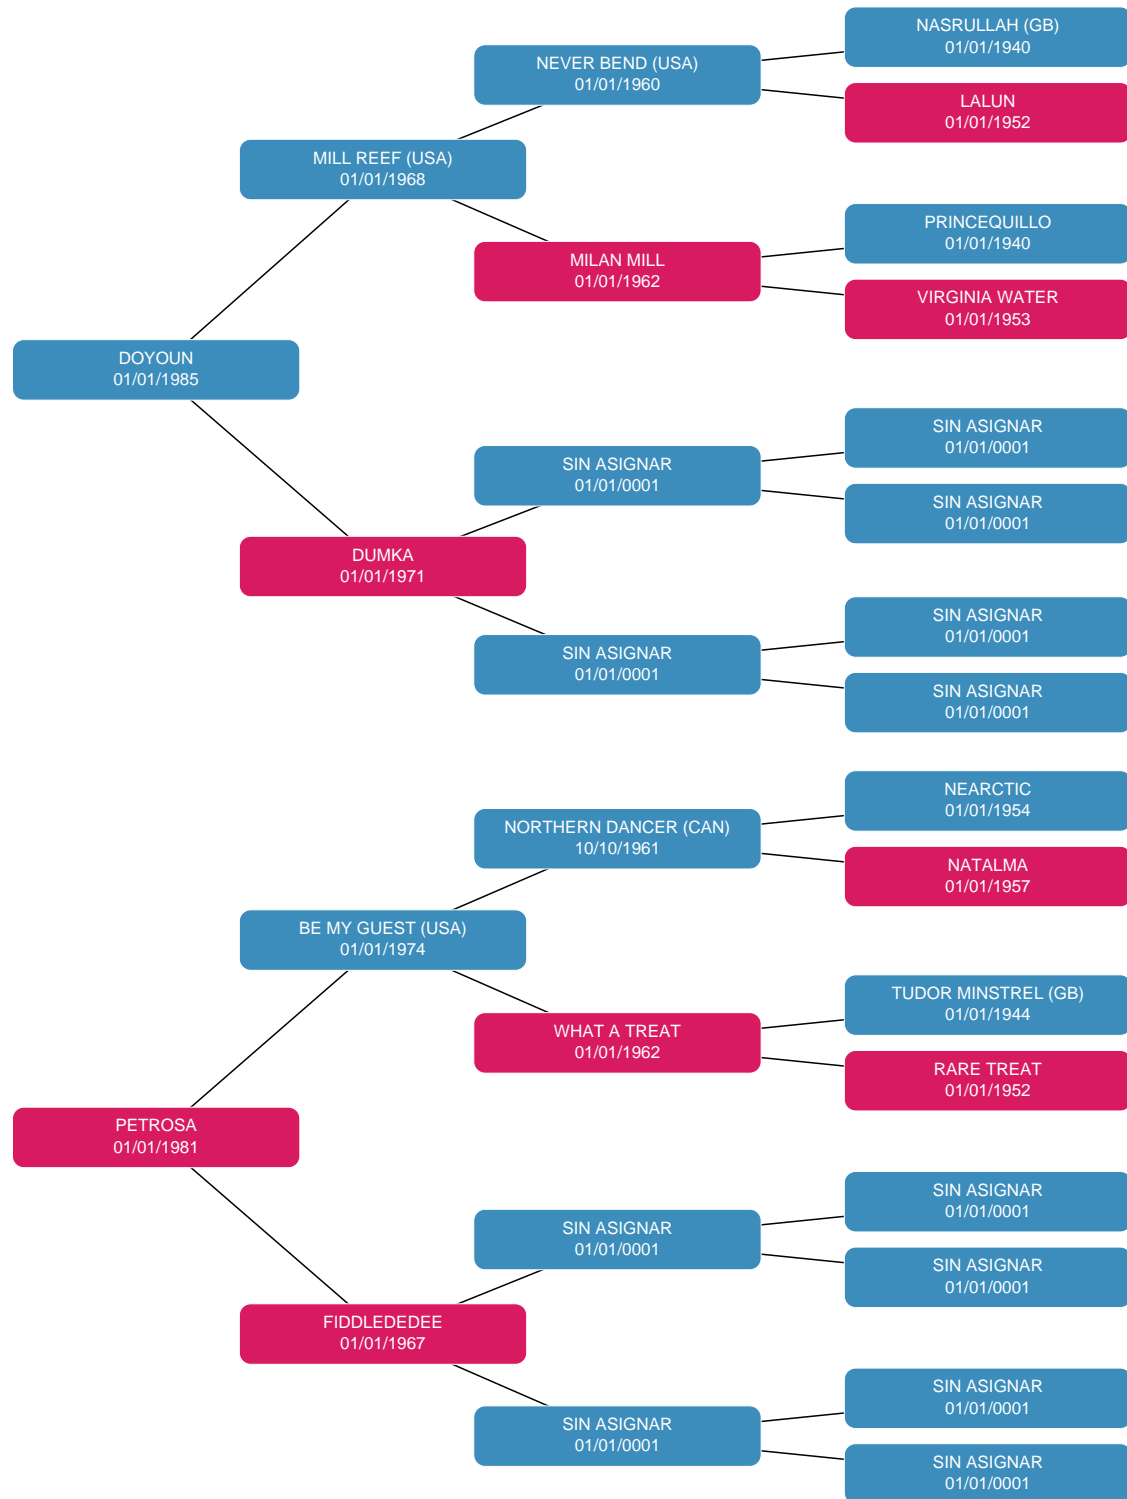 NASRULLAH (GB)
01/01/1940
NEVER BEND (USA)
01/01/1960
LALUN
01/01/1952
MILL REEF (USA)
01/01/1968
PRINCEQUILLO
01/01/1940
MILAN MILL
01/01/1962
VIRGINIA WATER
01/01/1953
DOYOUN
01/01/1985
SIN ASIGNAR
01/01/0001
SIN ASIGNAR
01/01/0001
SIN ASIGNAR
01/01/0001
DUMKA
01/01/1971
SIN ASIGNAR
01/01/0001
SIN ASIGNAR
01/01/0001
SIN ASIGNAR
01/01/0001
NEARCTIC
01/01/1954
NORTHERN DANCER (CAN)
10/10/1961
NATALMA
01/01/1957
BE MY GUEST (USA)
01/01/1974
TUDOR MINSTREL (GB)
01/01/1944
WHAT A TREAT
01/01/1962
RARE TREAT
01/01/1952
PETROSA
01/01/1981
SIN ASIGNAR
01/01/0001
SIN ASIGNAR
01/01/0001
SIN ASIGNAR
01/01/0001
FIDDLEDEDEE
01/01/1967
SIN ASIGNAR
01/01/0001
SIN ASIGNAR
01/01/0001
SIN ASIGNAR
01/01/0001